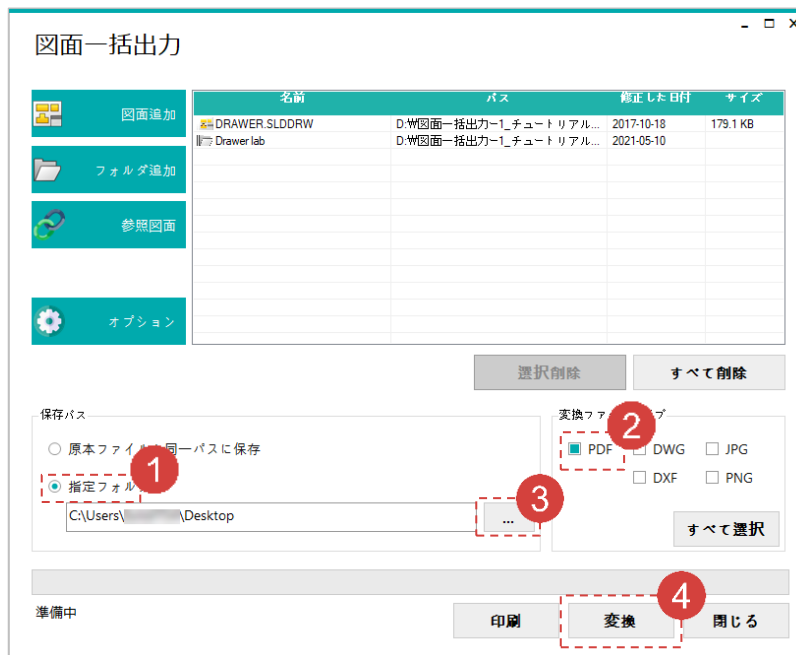 図面一括出力
図面追加
フォルダ追加
参照図面
オプション
名前 パス 修正した日付 サイズ
DRAWER.SLDDRW D:₩図面一括出力-1_チュートリアル... 2017-10-18 179.1 KB
Drawer lab D:₩図面一括出力-1_チュートリアル... 2021-05-10
選択削除 すべて削除
保存パス
原本ファイ 同一パスに保存
指定フォル
1
C:\Users\ \Desktop
...
3
変換ファ プ
2
PDF DWG JPG
DXF PNG
すべて選択
準備中
印刷 変換 閉じる
4